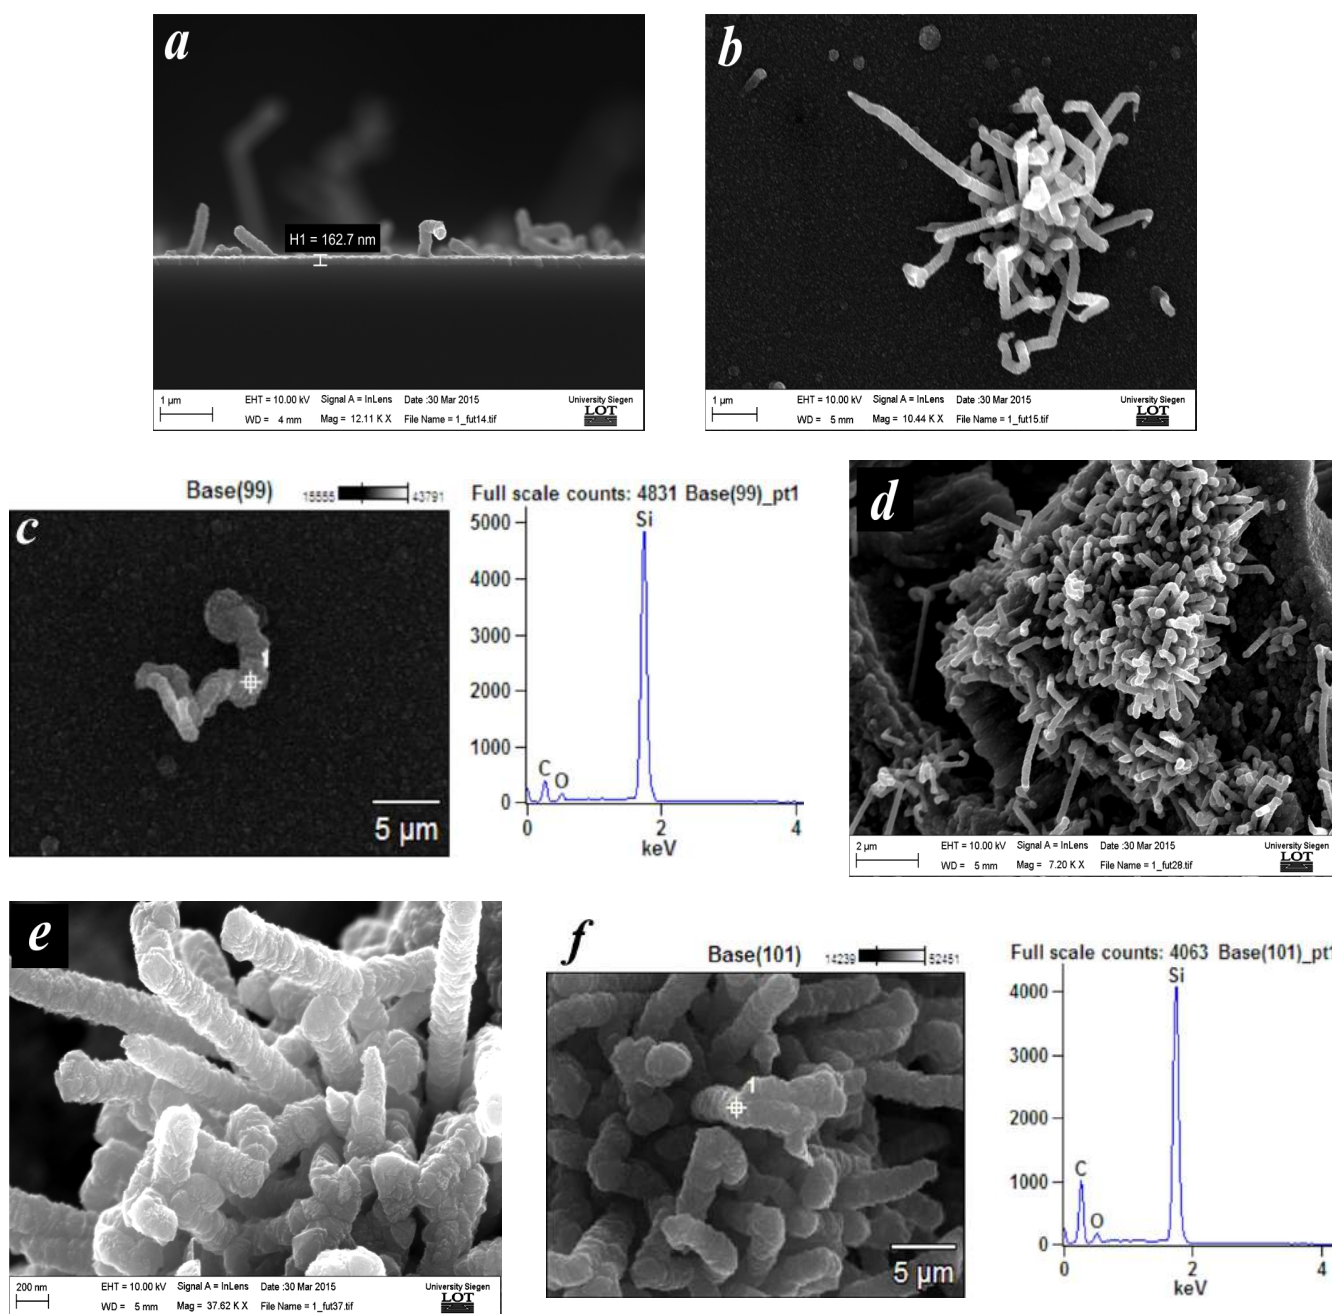 a
H1 = 162.7 nm
1 µm
EHT = 10.00 kV Signal A = InLens Date :30 Mar 2015
WD = 4 mm Mag = 12.11 K X File Name = 1_fut14.tif
University Siegen
LOT
b
1 µm
EHT = 10.00 kV Signal A = InLens Date :30 Mar 2015
WD = 5 mm Mag = 10.44 K X File Name = 1_fut15.tif
University Siegen
LOT
Base(99)
15555 43791
c
1
5 µm
Full scale counts: 4831 Base(99)_pt1
Si
5000
4000
3000
2000
1000
0
C
O
0 2 4
keV
d
2 µm
EHT = 10.00 kV Signal A = InLens Date :30 Mar 2015
WD = 5 mm Mag = 7.20 K X File Name = 1_fut28.tif
University Siegen
LOT
e
200 nm
EHT = 10.00 kV Signal A = InLens Date :30 Mar 2015
WD = 5 mm Mag = 37.62 K X File Name = 1_fut37.tif
University Siegen
LOT
f
Base(101)
14239 52451
1
5 µm
Full scale counts: 4063 Base(101)_pt1
Si
4000
3000
2000
1000
0
C
O
0 2
keV